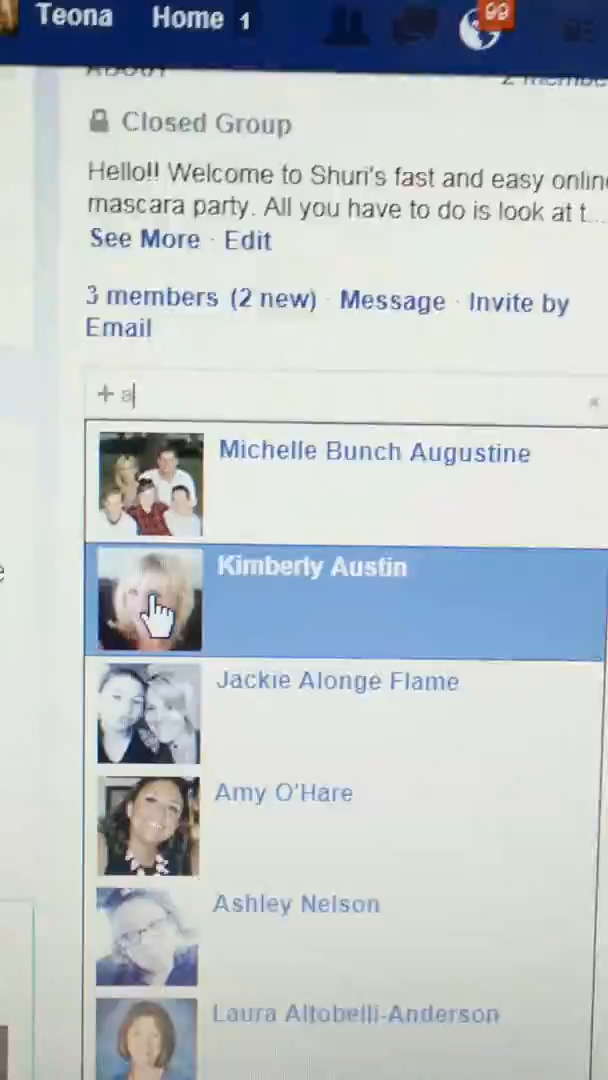 Teona Home 1 99
ABOUT
Closed Group
Hello!! Welcome to Shuri's fast and easy onlin
mascara party. All you have to do is look at t...
See More · Edit
3 members (2 new) · Message · Invite by
Email
+ a
Michelle Bunch Augustine
Kimberly Austin
Jackie Alonge Flame
Amy O'Hare
Ashley Nelson
Laura Altobelli-Anderson